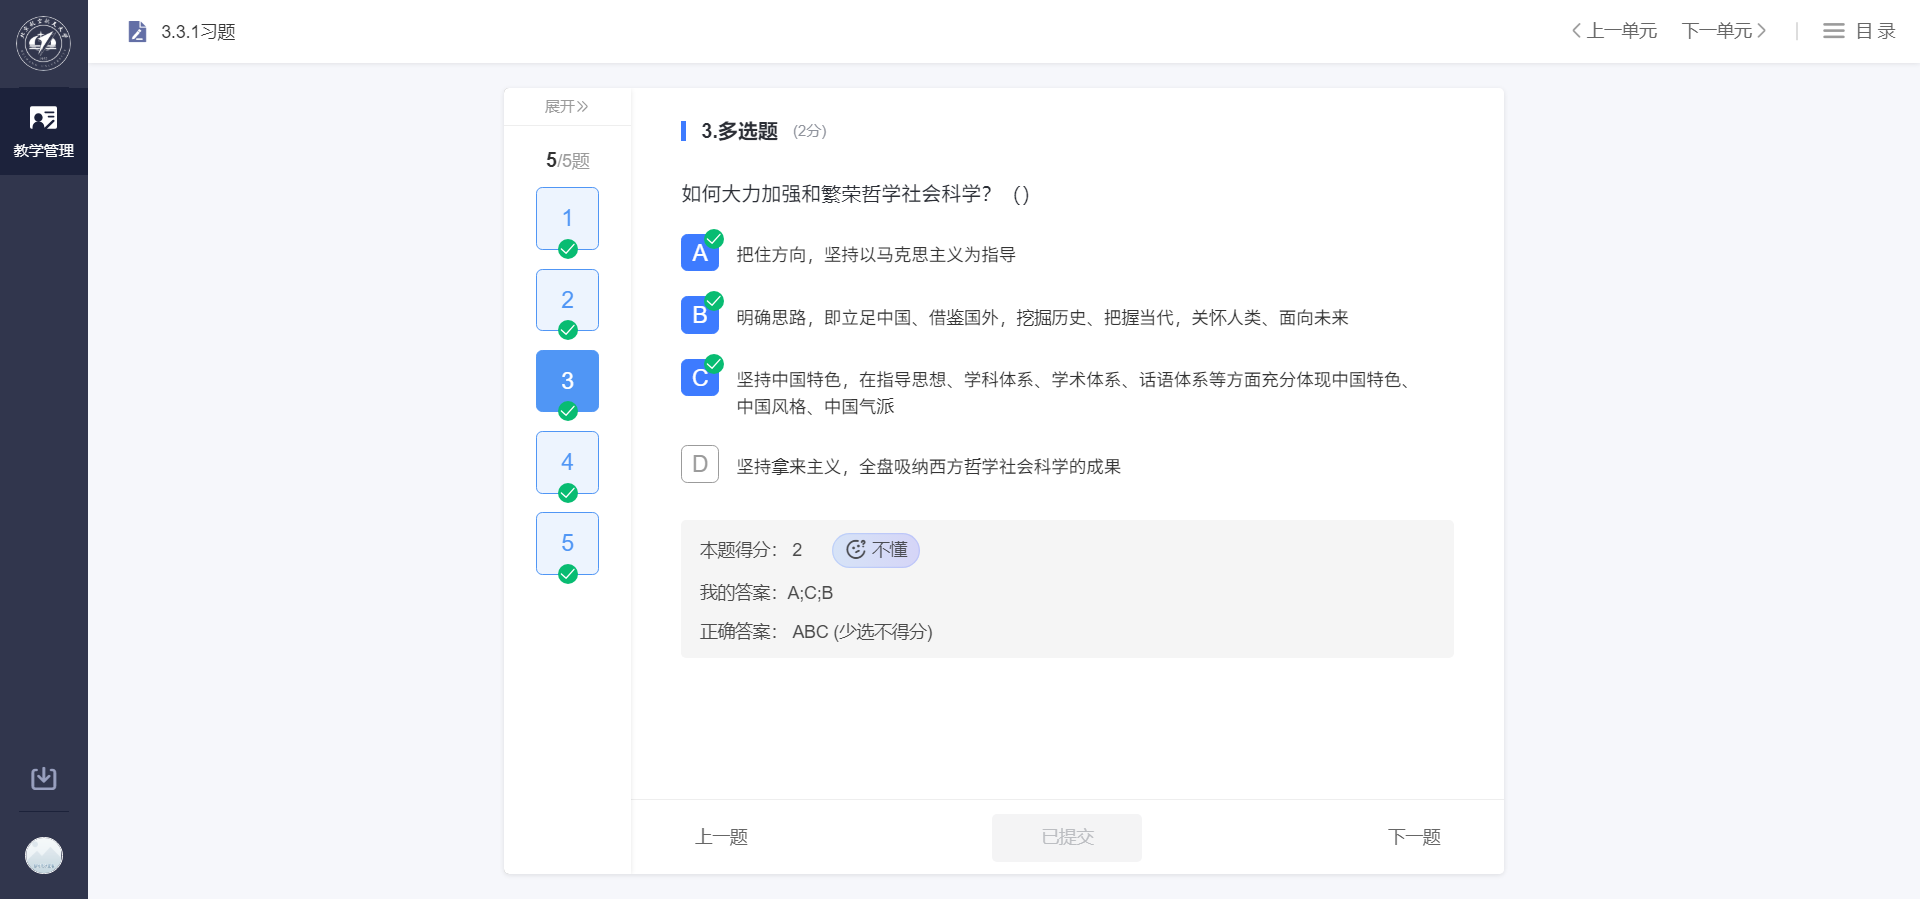 3.3.1习题
上一单元
下一单元
目录
教学管理
展开
5/5题
1
2
3
4
5
3.多选题 (2分)
如何大力加强和繁荣哲学社会科学？ ()
A 把住方向，坚持以马克思主义为指导
B 明确思路，即立足中国、借鉴国外，挖掘历史、把握当代，关怀人类、面向未来
C 坚持中国特色，在指导思想、学科体系、学术体系、话语体系等方面充分体现中国特色、
中国风格、中国气派
D 坚持拿来主义，全盘吸纳西方哲学社会科学的成果
本题得分： 2 不懂
我的答案：A;C;B
正确答案： ABC (少选不得分)
上一题
已提交
下一题